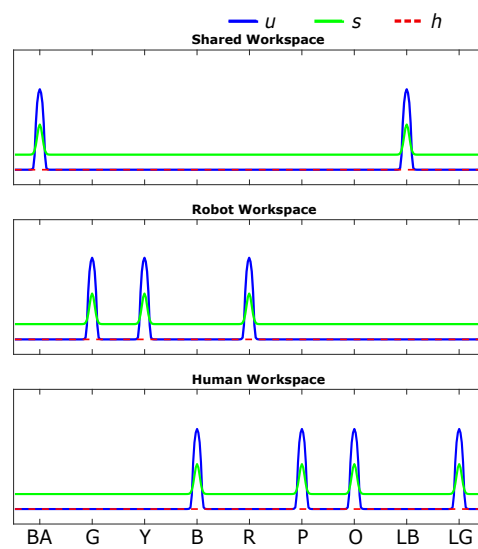 u s h
Shared Workspace
Robot Workspace
Human Workspace
BA G Y B R P O LB LG